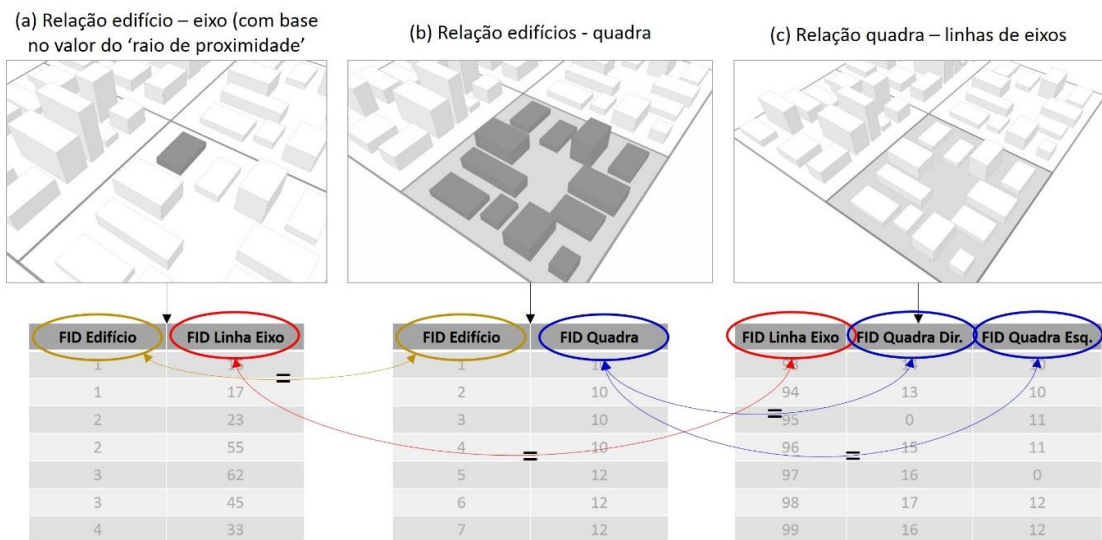 (a) Relação edifício – eixo (com base
no valor do ‘raio de proximidade’
(b) Relação edifícios - quadra
(c) Relação quadra – linhas de eixos
FID Edifício FID Linha Eixo
1
1 17
2 23
2 55
3 62
3 45
4 33
FID Edifício FID Quadra
1
2 10
3 10
4 10
5 12
6 12
7 12
FID Linha Eixo FID Quadra Dir. FID Quadra Esq.
94 13 10
95 0 11
96 15 11
97 16 0
98 17 12
99 16 12
=
=
=
=